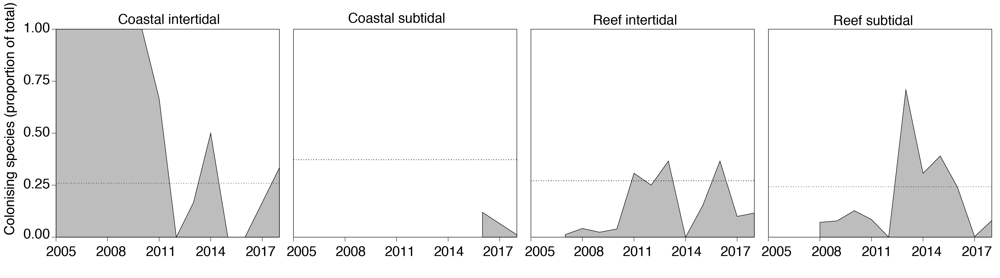 Colonising species (proportion of total)
Coastal intertidal
Coastal subtidal
Reef intertidal
Reef subtidal
1.00
0.75
0.50
0.25
0.00
2005 2008 2011 2014 2017 2005 2008 2011 2014 2017 2005 2008 2011 2014 2017 2005 2008 2011 2014 2017